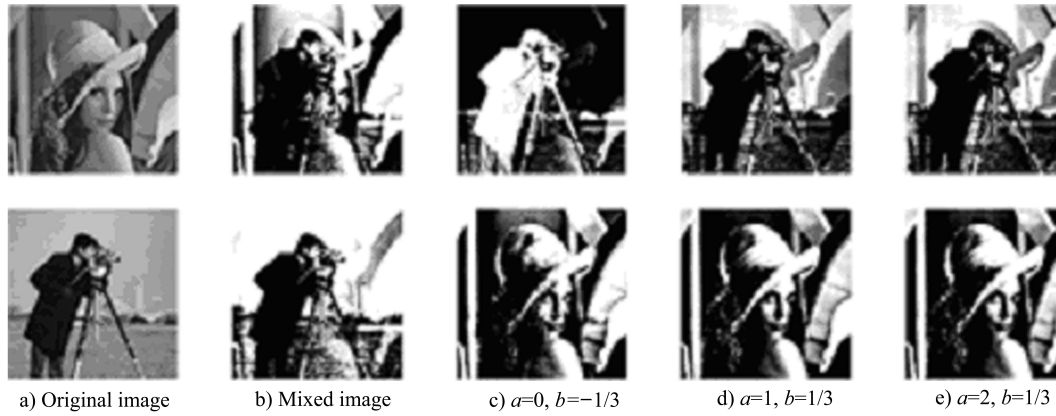 a) Original image b) Mixed image c) a=0, b=−1/3 d) a=1, b=1/3 e) a=2, b=1/3